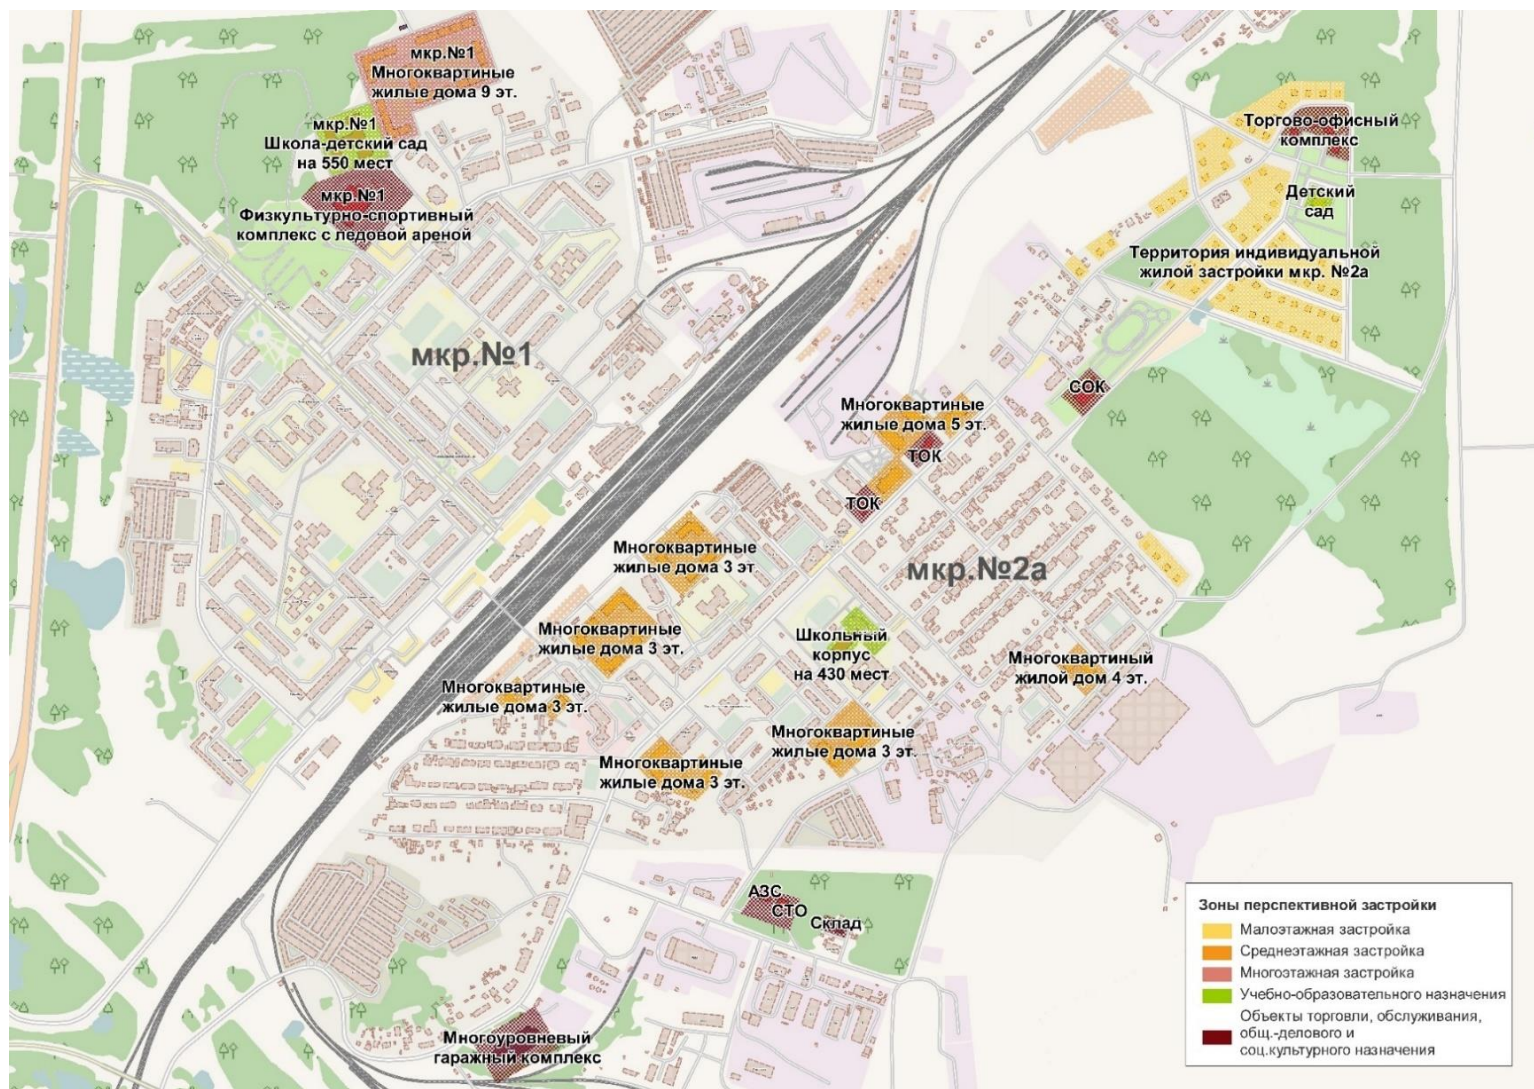 мкр.№1
Многоквартиные
жилые дома 9 эт.
мкр.№1
Школа-детский сад
на 550 мест
мкр.№1
Физкультурно-спортивный
комплекс с ледовой ареной
Торгово-офисный
комплекс
Детский
сад
Территория индивидуальной
жилой застройки мкр. №2а
мкр.№1
СОК
Многоквартиные
жилые дома 5 эт.
ТОК
ТОК
Многоквартиные
жилые дома 3 эт.
мкр.№2а
Многоквартиные
жилые дома 3 эт.
Школьный
корпус
на 430 мест
Многоквартиный
жилой дом 4 эт.
Многоквартиные
жилые дома 3 эт.
Многоквартиные
жилые дома 3 эт.
Многоквартиные
жилые дома 3 эт.
АЗС
СТО
Склад
Многоуровневый
гаражный комплекс
Зоны перспективной застройки
Малоэтажная застройка
Среднеэтажная застройка
Многоэтажная застройка
Учебно-образовательного назначения
Объекты торговли, обслуживания,
общ.-делового и
соц.культурного назначения